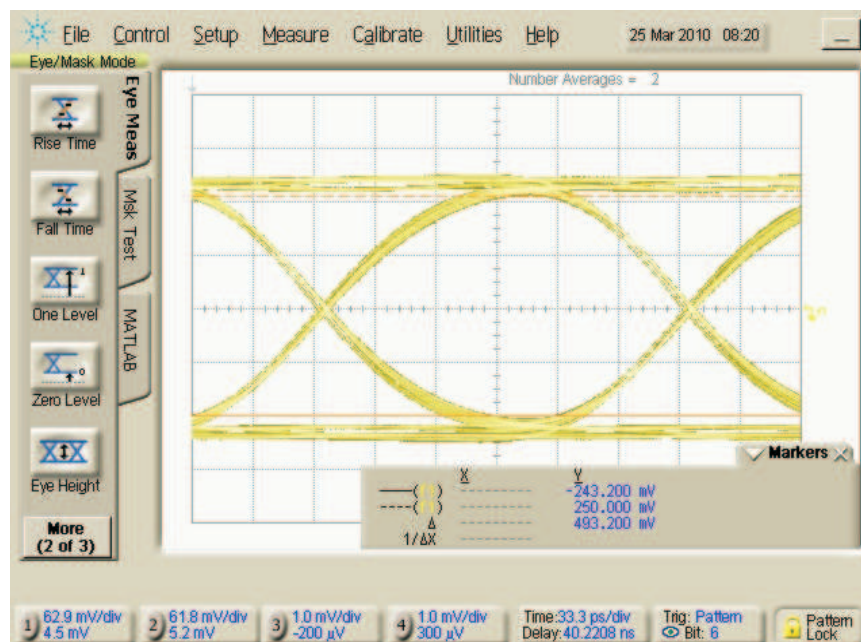 File Control Setup Measure Calibrate Utilities Help 25 Mar 2010 08:20
Eye/Mask Mode
Number Averages = 2
Eye Meas
Msk Test
MATLAB
Rise Time
Fall Time
One Level
Zero Level
Eye Height
More
(2 of 3)
Markers
X Y
-243.200 mV
250.000 mV
Δ 493.200 mV
1/ΔX
1) 62.9 mV/div
4.5 mV
2) 61.8 mV/div
5.2 mV
3) 1.0 mV/div
-200 μV
4) 1.0 mV/div
300 μV
Time:33.3 ps/div
Delay:40.2208 ns
Trig: Pattern
Bit: 6
Pattern
Lock